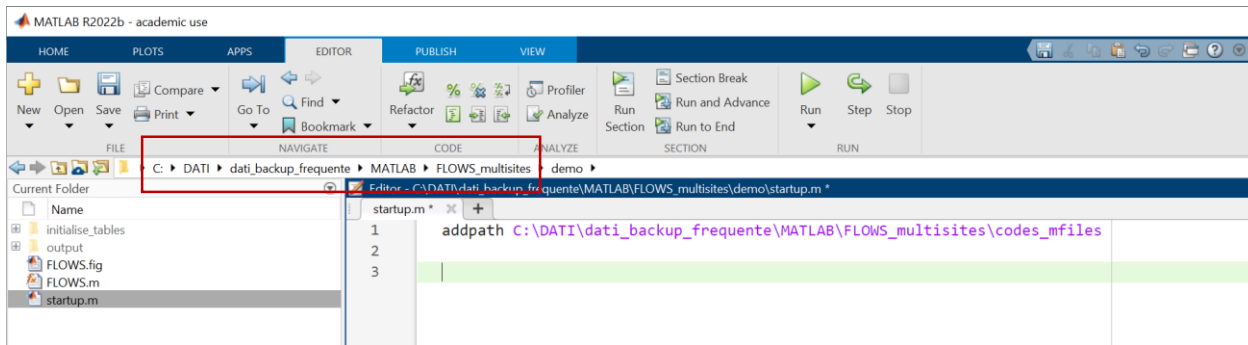 MATLAB R2022b - academic use
HOME PLOTS APPS EDITOR PUBLISH VIEW
New Open Save Compare Print Go To Find Bookmark Refactor Profiler Analyze Run Section Section Break Run and Advance Run to End Run Step Stop
FILE NAVIGATE CODE ANALYZE SECTION RUN
C: DATI dati_backup_frequente MATLAB FLOWS_multisites demo
Current Folder
Editor - C:\DATI\dati_backup_frequente\MATLAB\FLOWS_multisites\demo\startup.m *
Name
startup.m *
initialise_tables
output
FLOWS.fig
FLOWS.m
startup.m
1 addpath C:\DATI\dati_backup_frequente\MATLAB\FLOWS_multisites\codes_mfiles
2
3